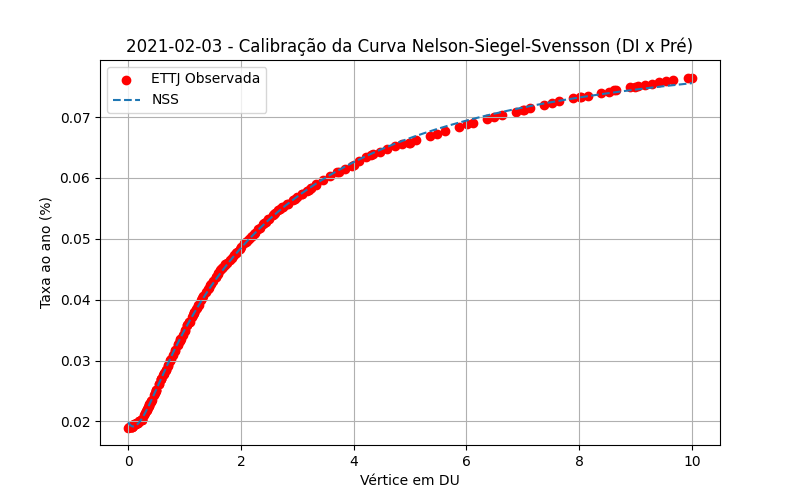 2021-02-03 - Calibração da Curva Nelson-Siegel-Svensson (DI x Pré)
ETTJ Observada
NSS
Taxa ao ano (%)
0.07
0.06
0.05
0.04
0.03
0.02
0 2 4 6 8 10
Vértice em DU